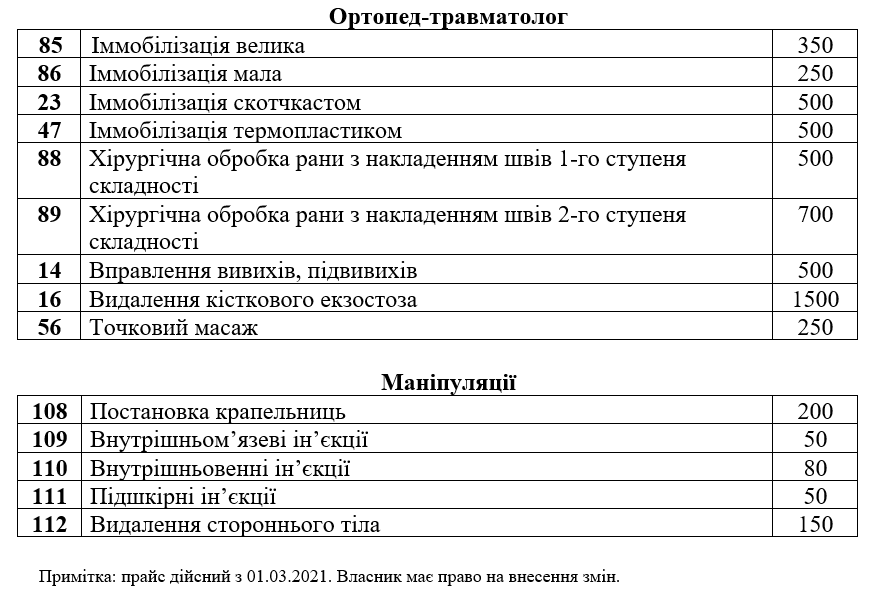 Ортопед-травматолог
85 Іммобілізація велика 350
86 Іммобілізація мала 250
23 Іммобілізація скотчкастом 500
47 Іммобілізація термопластиком 500
88 Хірургічна обробка рани з накладенням швів 1-го ступеня 500
складності
89 Хірургічна обробка рани з накладенням швів 2-го ступеня 700
складності
14 Вправлення вивихів, підвивихів 500
16 Видалення кісткового екзостоза 1500
56 Точковий масаж 250
Маніпуляції
108 Постановка крапельниць 200
109 Внутрішньом’язеві ін’єкції 50
110 Внутрішньовенні ін’єкції 80
111 Підшкірні ін’єкції 50
112 Видалення стороннього тіла 150
Примітка: прайс дійсний з 01.03.2021. Власник має право на внесення змін.